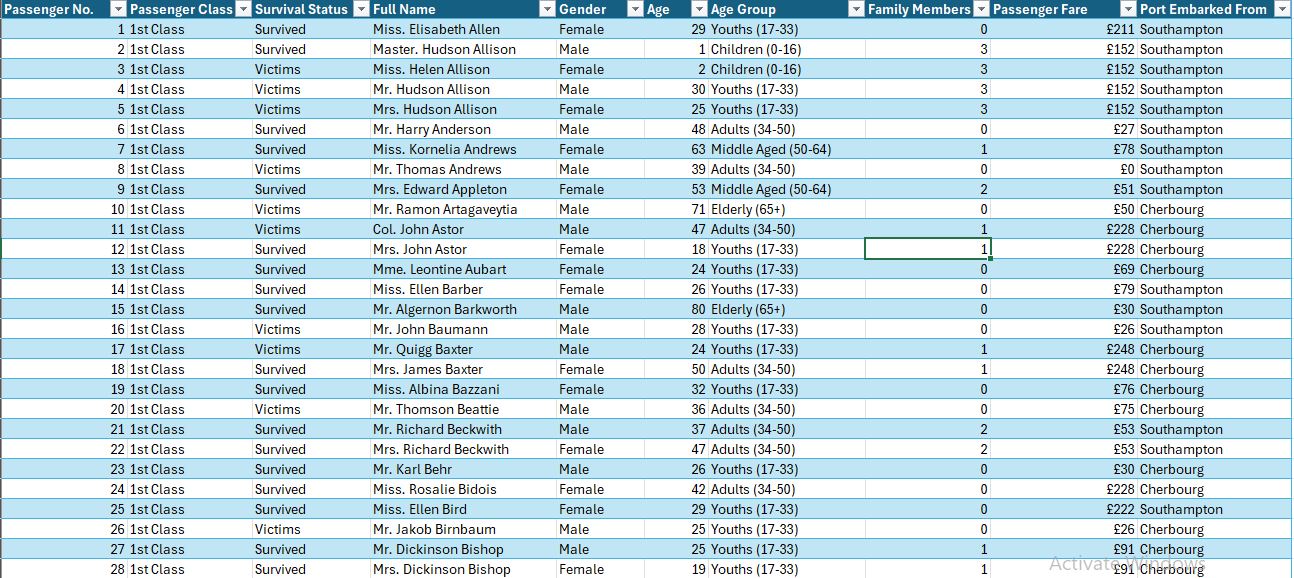 Passenger No. Passenger Class Survival Status Full Name Gender Age Age Group Family Members Passenger Fare Port Embarked From
1 1st Class Survived Miss. Elisabeth Allen Female 29 Youths (17-33) 0 £211 Southampton
2 1st Class Survived Master. Hudson Allison Male 1 Children (0-16) 3 £152 Southampton
3 1st Class Victims Miss. Helen Allison Female 2 Children (0-16) 3 £152 Southampton
4 1st Class Victims Mr. Hudson Allison Male 30 Youths (17-33) 3 £152 Southampton
5 1st Class Victims Mrs. Hudson Allison Female 25 Youths (17-33) 3 £152 Southampton
6 1st Class Survived Mr. Harry Anderson Male 48 Adults (34-50) 0 £27 Southampton
7 1st Class Survived Miss. Kornelia Andrews Female 63 Middle Aged (50-64) 1 £78 Southampton
8 1st Class Victims Mr. Thomas Andrews Male 39 Adults (34-50) 0 £0 Southampton
9 1st Class Survived Mrs. Edward Appleton Female 53 Middle Aged (50-64) 2 £51 Southampton
10 1st Class Victims Mr. Ramon Artagaveytia Male 71 Elderly (65+) 0 £50 Cherbourg
11 1st Class Victims Col. John Astor Male 47 Adults (34-50) 1 £228 Cherbourg
12 1st Class Survived Mrs. John Astor Female 18 Youths (17-33) 1 £228 Cherbourg
13 1st Class Survived Mme. Leontine Aubart Female 24 Youths (17-33) 0 £69 Cherbourg
14 1st Class Survived Miss. Ellen Barber Female 26 Youths (17-33) 0 £79 Southampton
15 1st Class Survived Mr. Algernon Barkworth Male 80 Elderly (65+) 0 £30 Southampton
16 1st Class Victims Mr. John Baumann Male 28 Youths (17-33) 0 £26 Southampton
17 1st Class Victims Mr. Quigg Baxter Male 24 Youths (17-33) 1 £248 Cherbourg
18 1st Class Survived Mrs. James Baxter Female 50 Adults (34-50) 1 £248 Cherbourg
19 1st Class Survived Miss. Albina Bazzani Female 32 Youths (17-33) 0 £76 Cherbourg
20 1st Class Victims Mr. Thomson Beattie Male 36 Adults (34-50) 0 £75 Cherbourg
21 1st Class Survived Mr. Richard Beckwith Male 37 Adults (34-50) 2 £53 Southampton
22 1st Class Survived Mrs. Richard Beckwith Female 47 Adults (34-50) 2 £53 Southampton
23 1st Class Survived Mr. Karl Behr Male 26 Youths (17-33) 0 £30 Cherbourg
24 1st Class Survived Miss. Rosalie Bidois Female 42 Adults (34-50) 0 £228 Cherbourg
25 1st Class Survived Miss. Ellen Bird Female 29 Youths (17-33) 0 £222 Southampton
26 1st Class Victims Mr. Jakob Birnbaum Male 25 Youths (17-33) 0 £26 Cherbourg
27 1st Class Survived Mr. Dickinson Bishop Male 25 Youths (17-33) 1 £91 Cherbourg
28 1st Class Survived Mrs. Dickinson Bishop Female 19 Youths (17-33) 1 £91 Cherbourg
Activate Windows